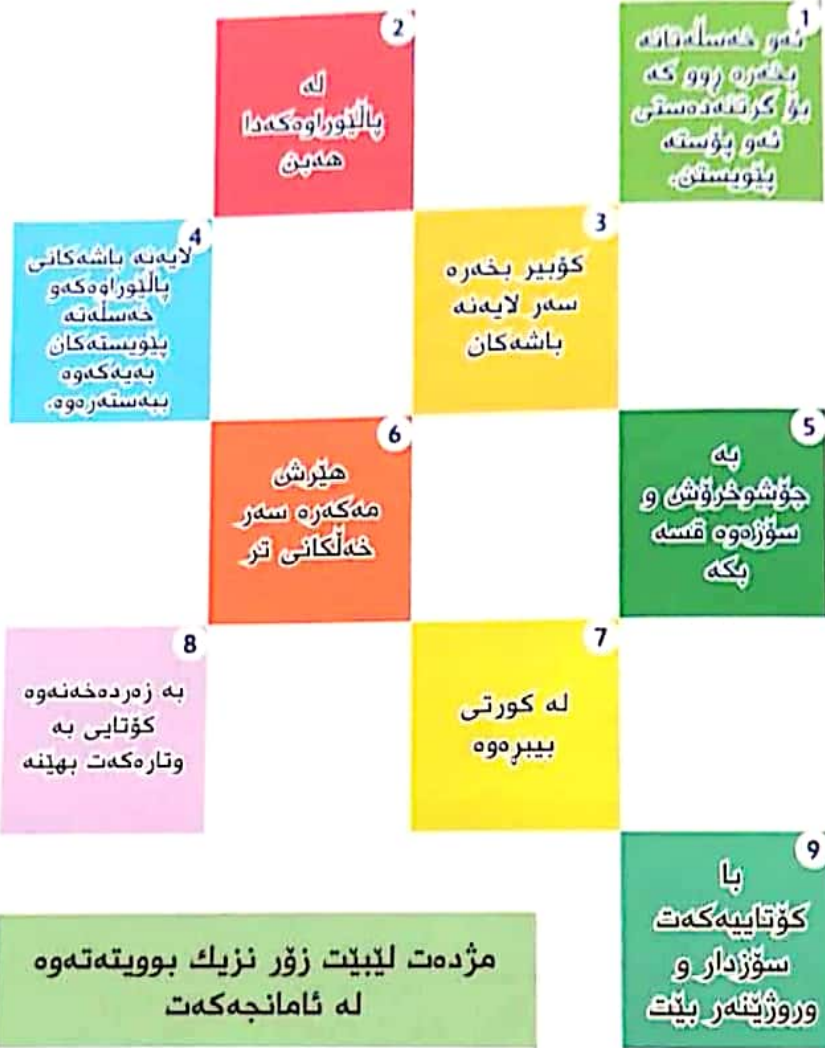 1
ئەو خەسڵەتانە
بخەرە ڕوو کە
بۆ گرتنەدەستی
ئەو پۆستە
پێویستن.
2
لە
پاڵێوراوەکەدا
هەبن
3
کۆبیر بخەرە
سەر لایەنە
باشەکان
4
لایەنە باشەکانی
پاڵێوراوەکەو
خەسڵەتە
پێویستەکان
بەیەکەوە
ببەستەرەوە.
5
بە
جۆشوخرۆش و
سۆزەوە قسە
بکە
6
هێرش
مەکەرە سەر
خەڵکانی تر
7
لە کورتی
بیبڕەوە
8
بە زەردەخەنەوە
کۆتایی بە
وتارەکەت بهێنە
9
با
کۆتاییەکەت
سۆزدار و
وروژێنەر بێت
مژدەت لێبێت زۆر نزیك بوویتەتەوە
لە ئامانجەکەت